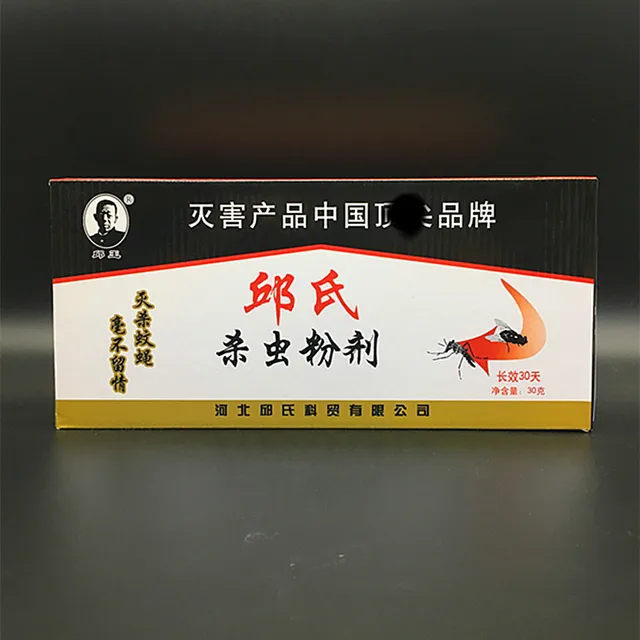 灭害产品中国顶尖品牌
®
邱王
邱氏
杀虫粉剂
灭杀蚊蝇
毫不留情
长效30天
净含量：30克
河北邱氏科贸有限公司